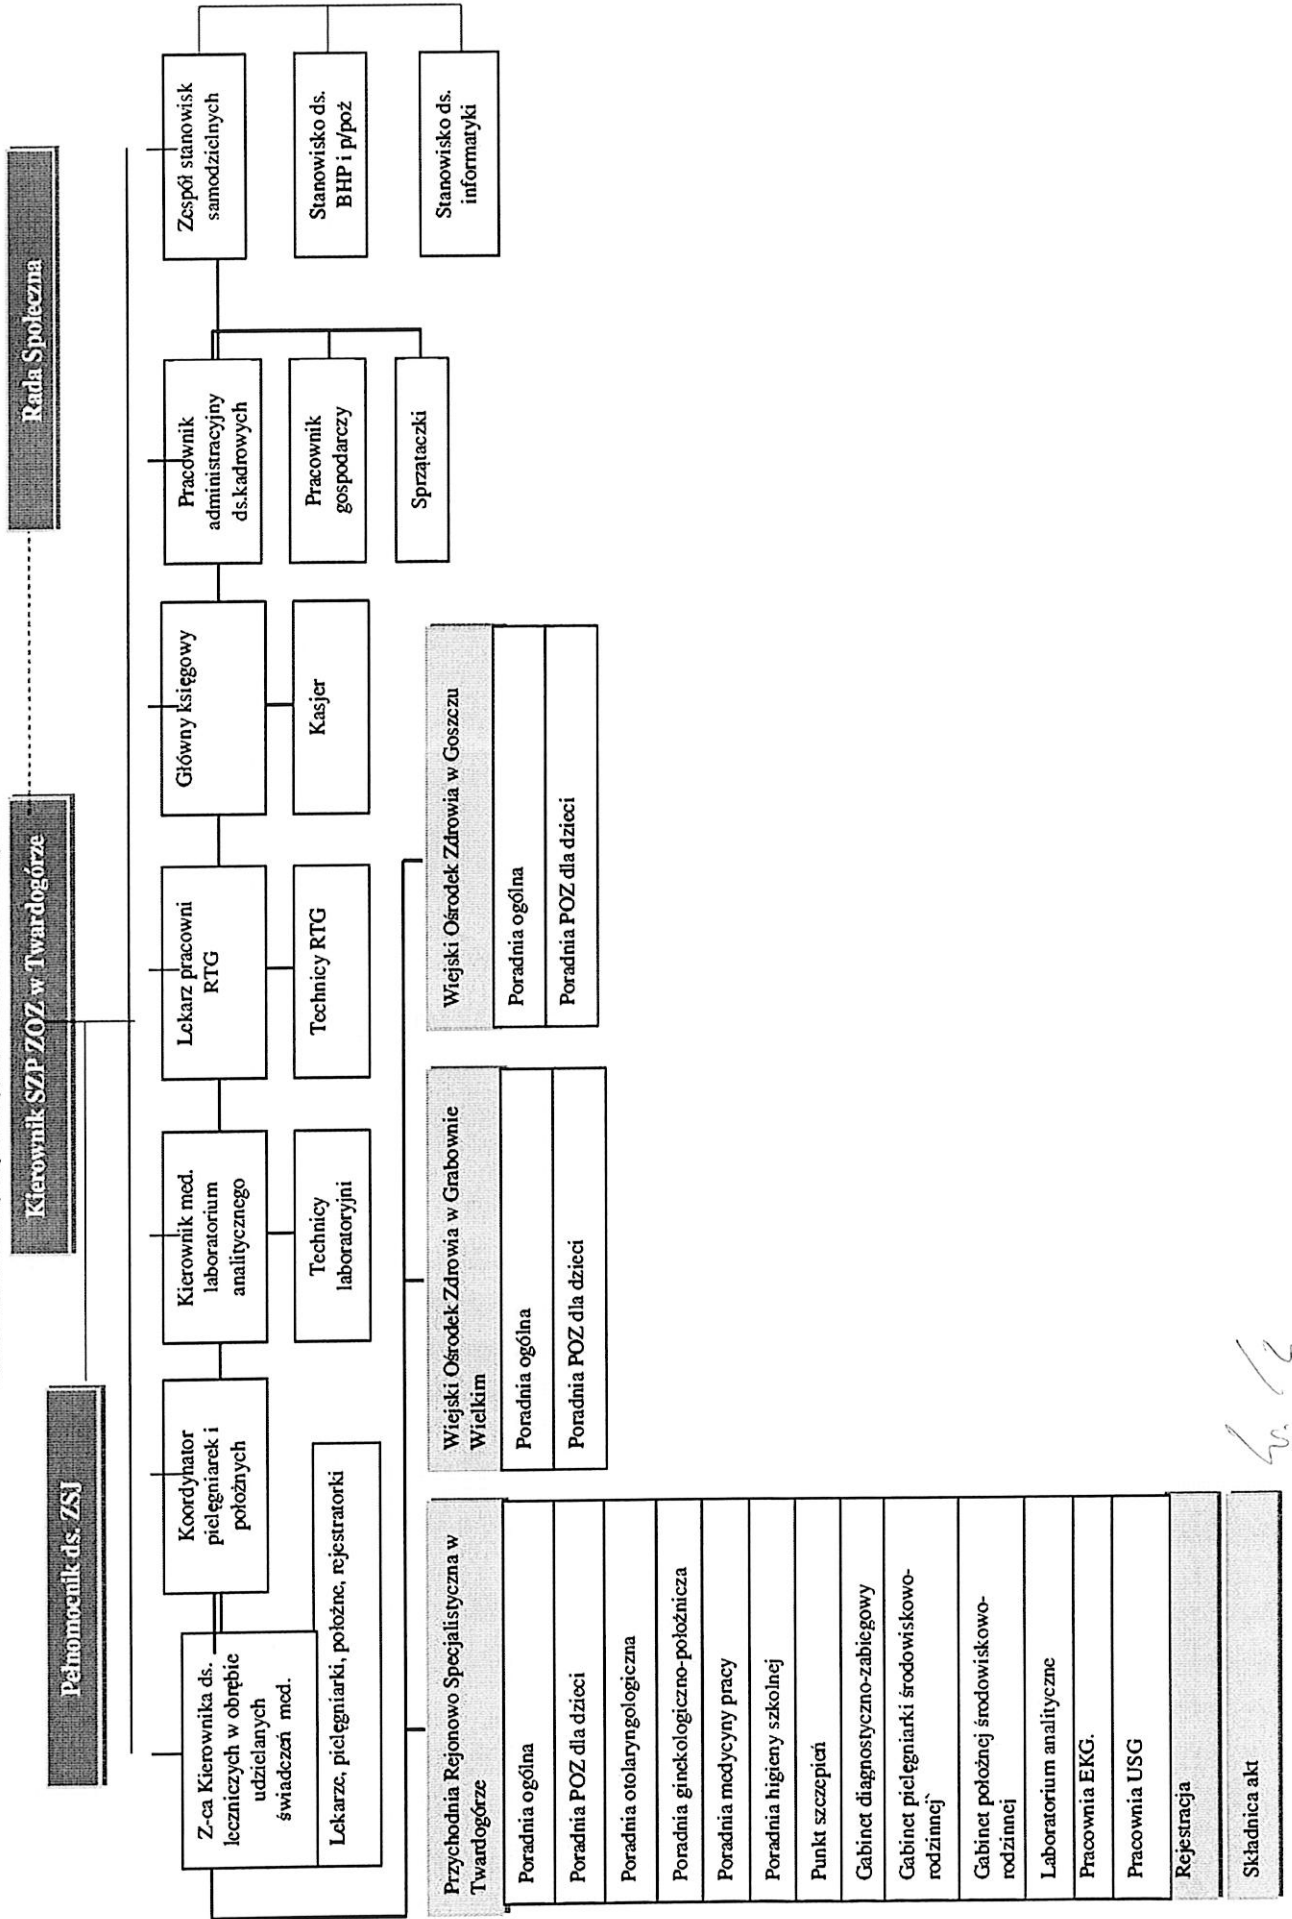 Rada Społeczna
Kierownik SZP ZOZ w Twardogórze
Pełnomocnik ds. ZSJ
Z-ca Kierownika ds.
leczniczych w obrębie
udzielanych
świadczeń med.
Lekarze, pielęgniarki, położne, rejestratorki
Koordynator
pielęgniarek i
położnych
Kierownik med.
laboratorium
analitycznego
Technicy
laboratoryjni
Lekarz pracowni
RTG
Technicy RTG
Główny księgowy
Kasjer
Pracownik
administracyjny
ds.kadrowych
Pracownik
gospodarczy
Sprzątaczki
Zespół stanowisk
samodzielnych
Stanowisko ds.
BHP i p/poż
Stanowisko ds.
informatyki
Przychodnia Rejonowo Specjalistyczna w
Twardogórze
Poradnia ogólna
Poradnia POZ dla dzieci
Poradnia otolaryngologiczna
Poradnia ginekologiczno-położnicza
Poradnia medycyny pracy
Poradnia higieny szkolnej
Punkt szczepień
Gabinet diagnostyczno-zabiegowy
Gabinet pielęgniarki środowiskowo-
rodzinnej
Gabinet położnej środowiskowo-
rodzinnej
Laboratorium analityczne
Pracownia EKG.
Pracownia USG
Rejestracja
Składnica akt
Wiejski Ośrodek Zdrowia w Grabownie
Wielkim
Poradnia ogólna
Poradnia POZ dla dzieci
Wiejski Ośrodek Zdrowia w Goszczu
Poradnia ogólna
Poradnia POZ dla dzieci